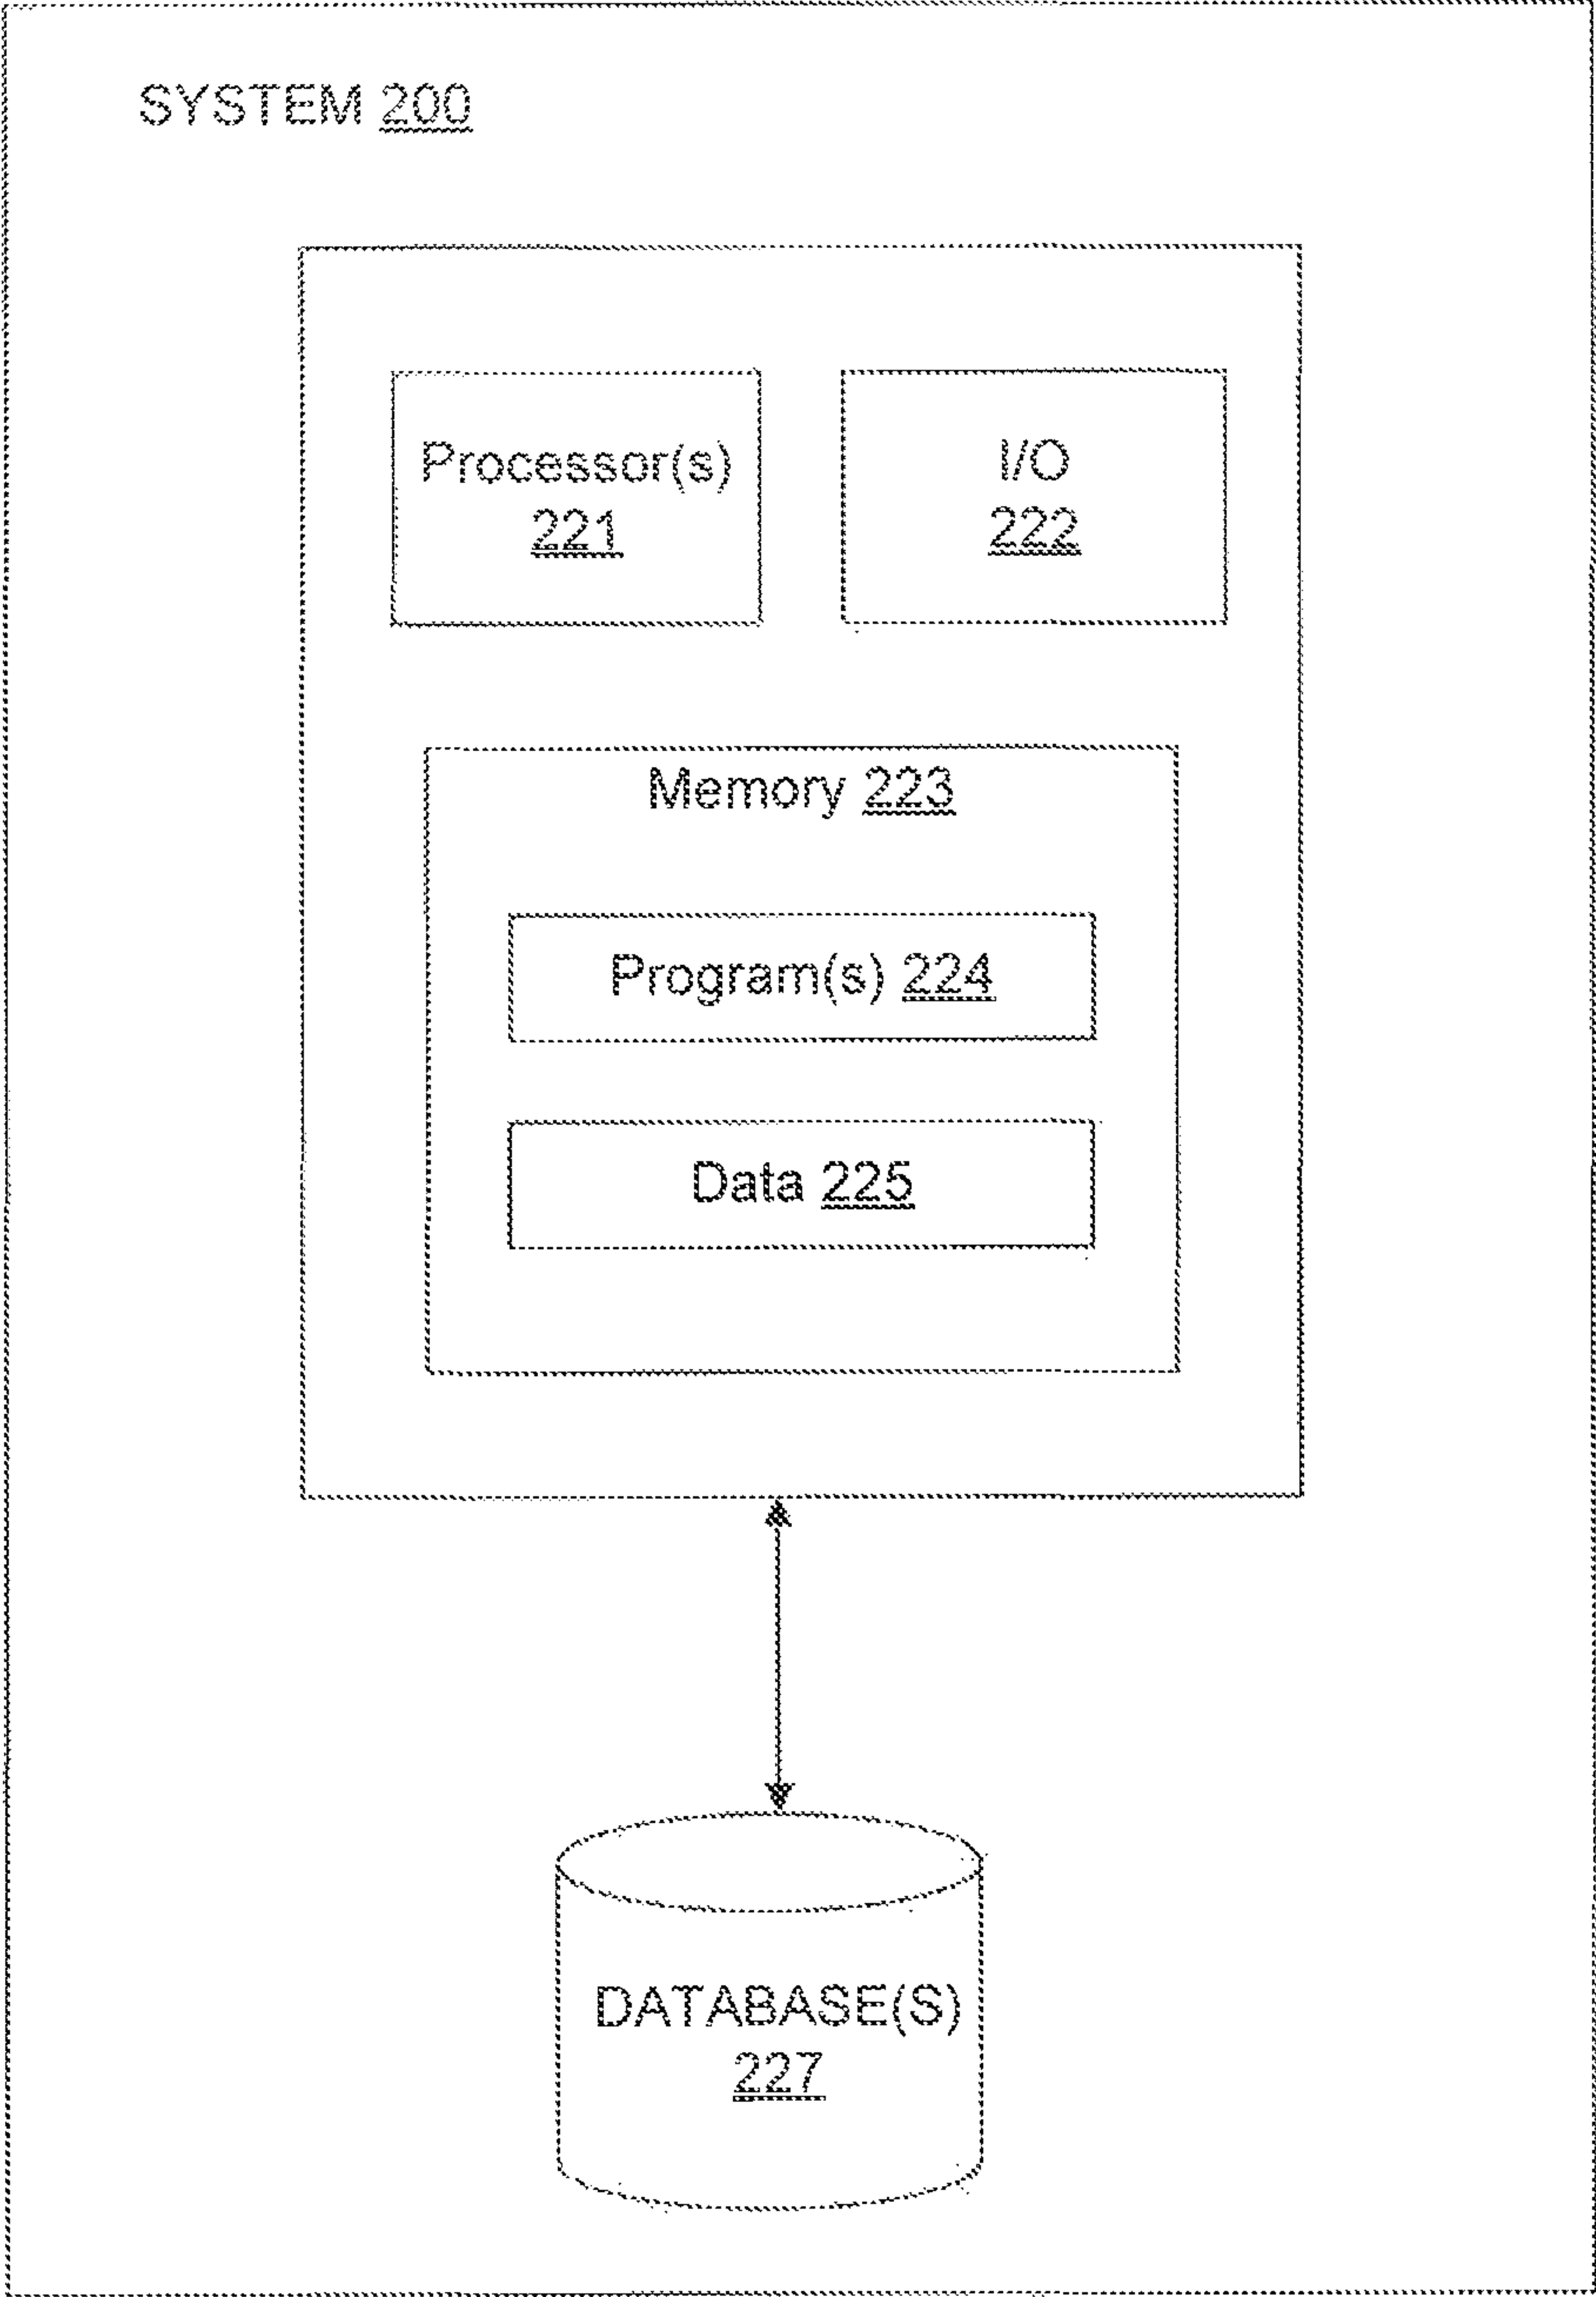 SYSTEM 200
Processor(s)
221
I/O
222
Memory 223
Program(s) 224
Data 225
DATABASE(S)
227